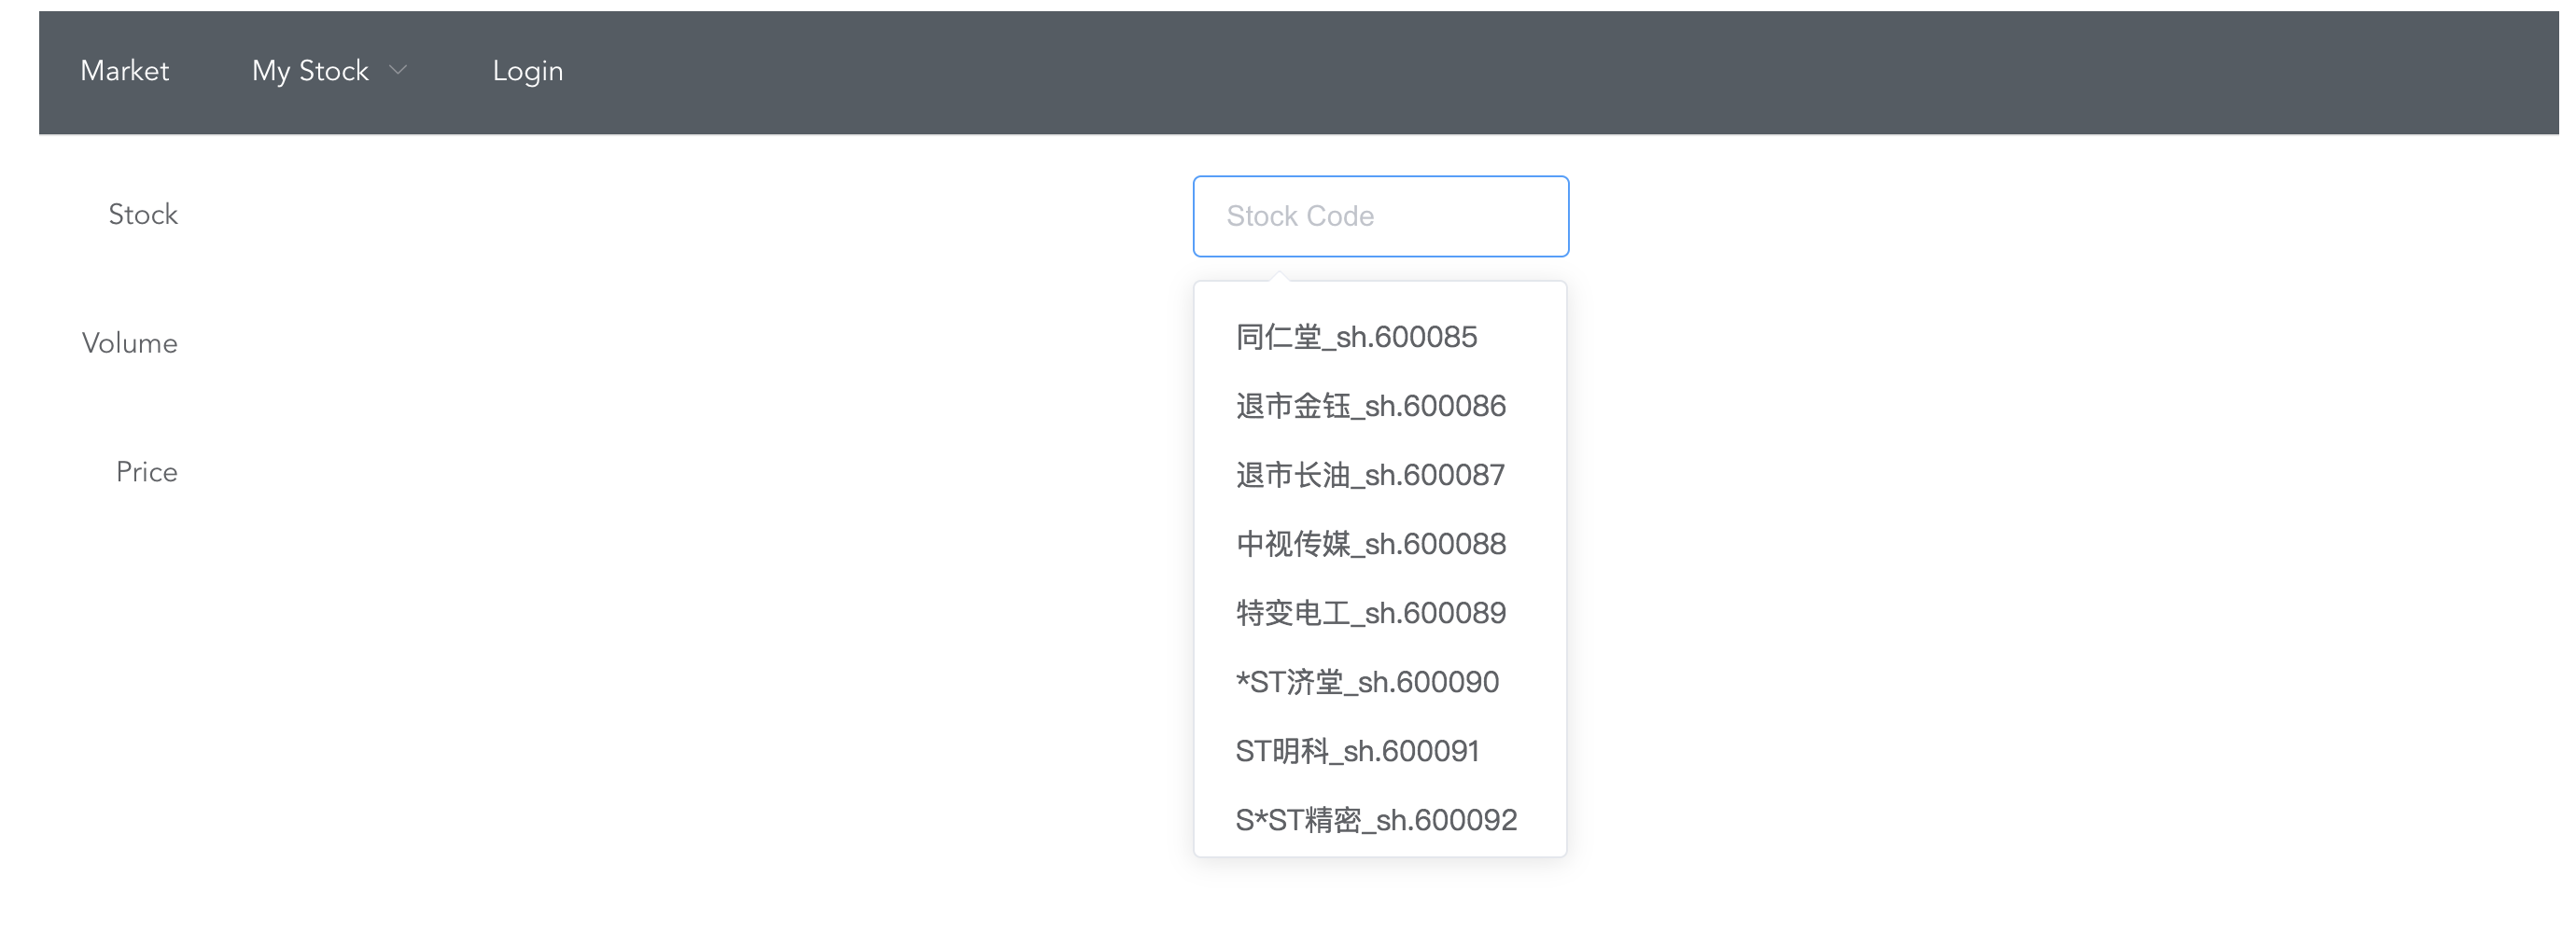 Market My Stock Login
Stock Stock Code
同仁堂_sh.600085
Volume
退市金钰_sh.600086
Price 退市长油_sh.600087
中视传媒_sh.600088
特变电工_sh.600089
*ST济堂_sh.600090
ST明科_sh.600091
S*ST精密_sh.600092